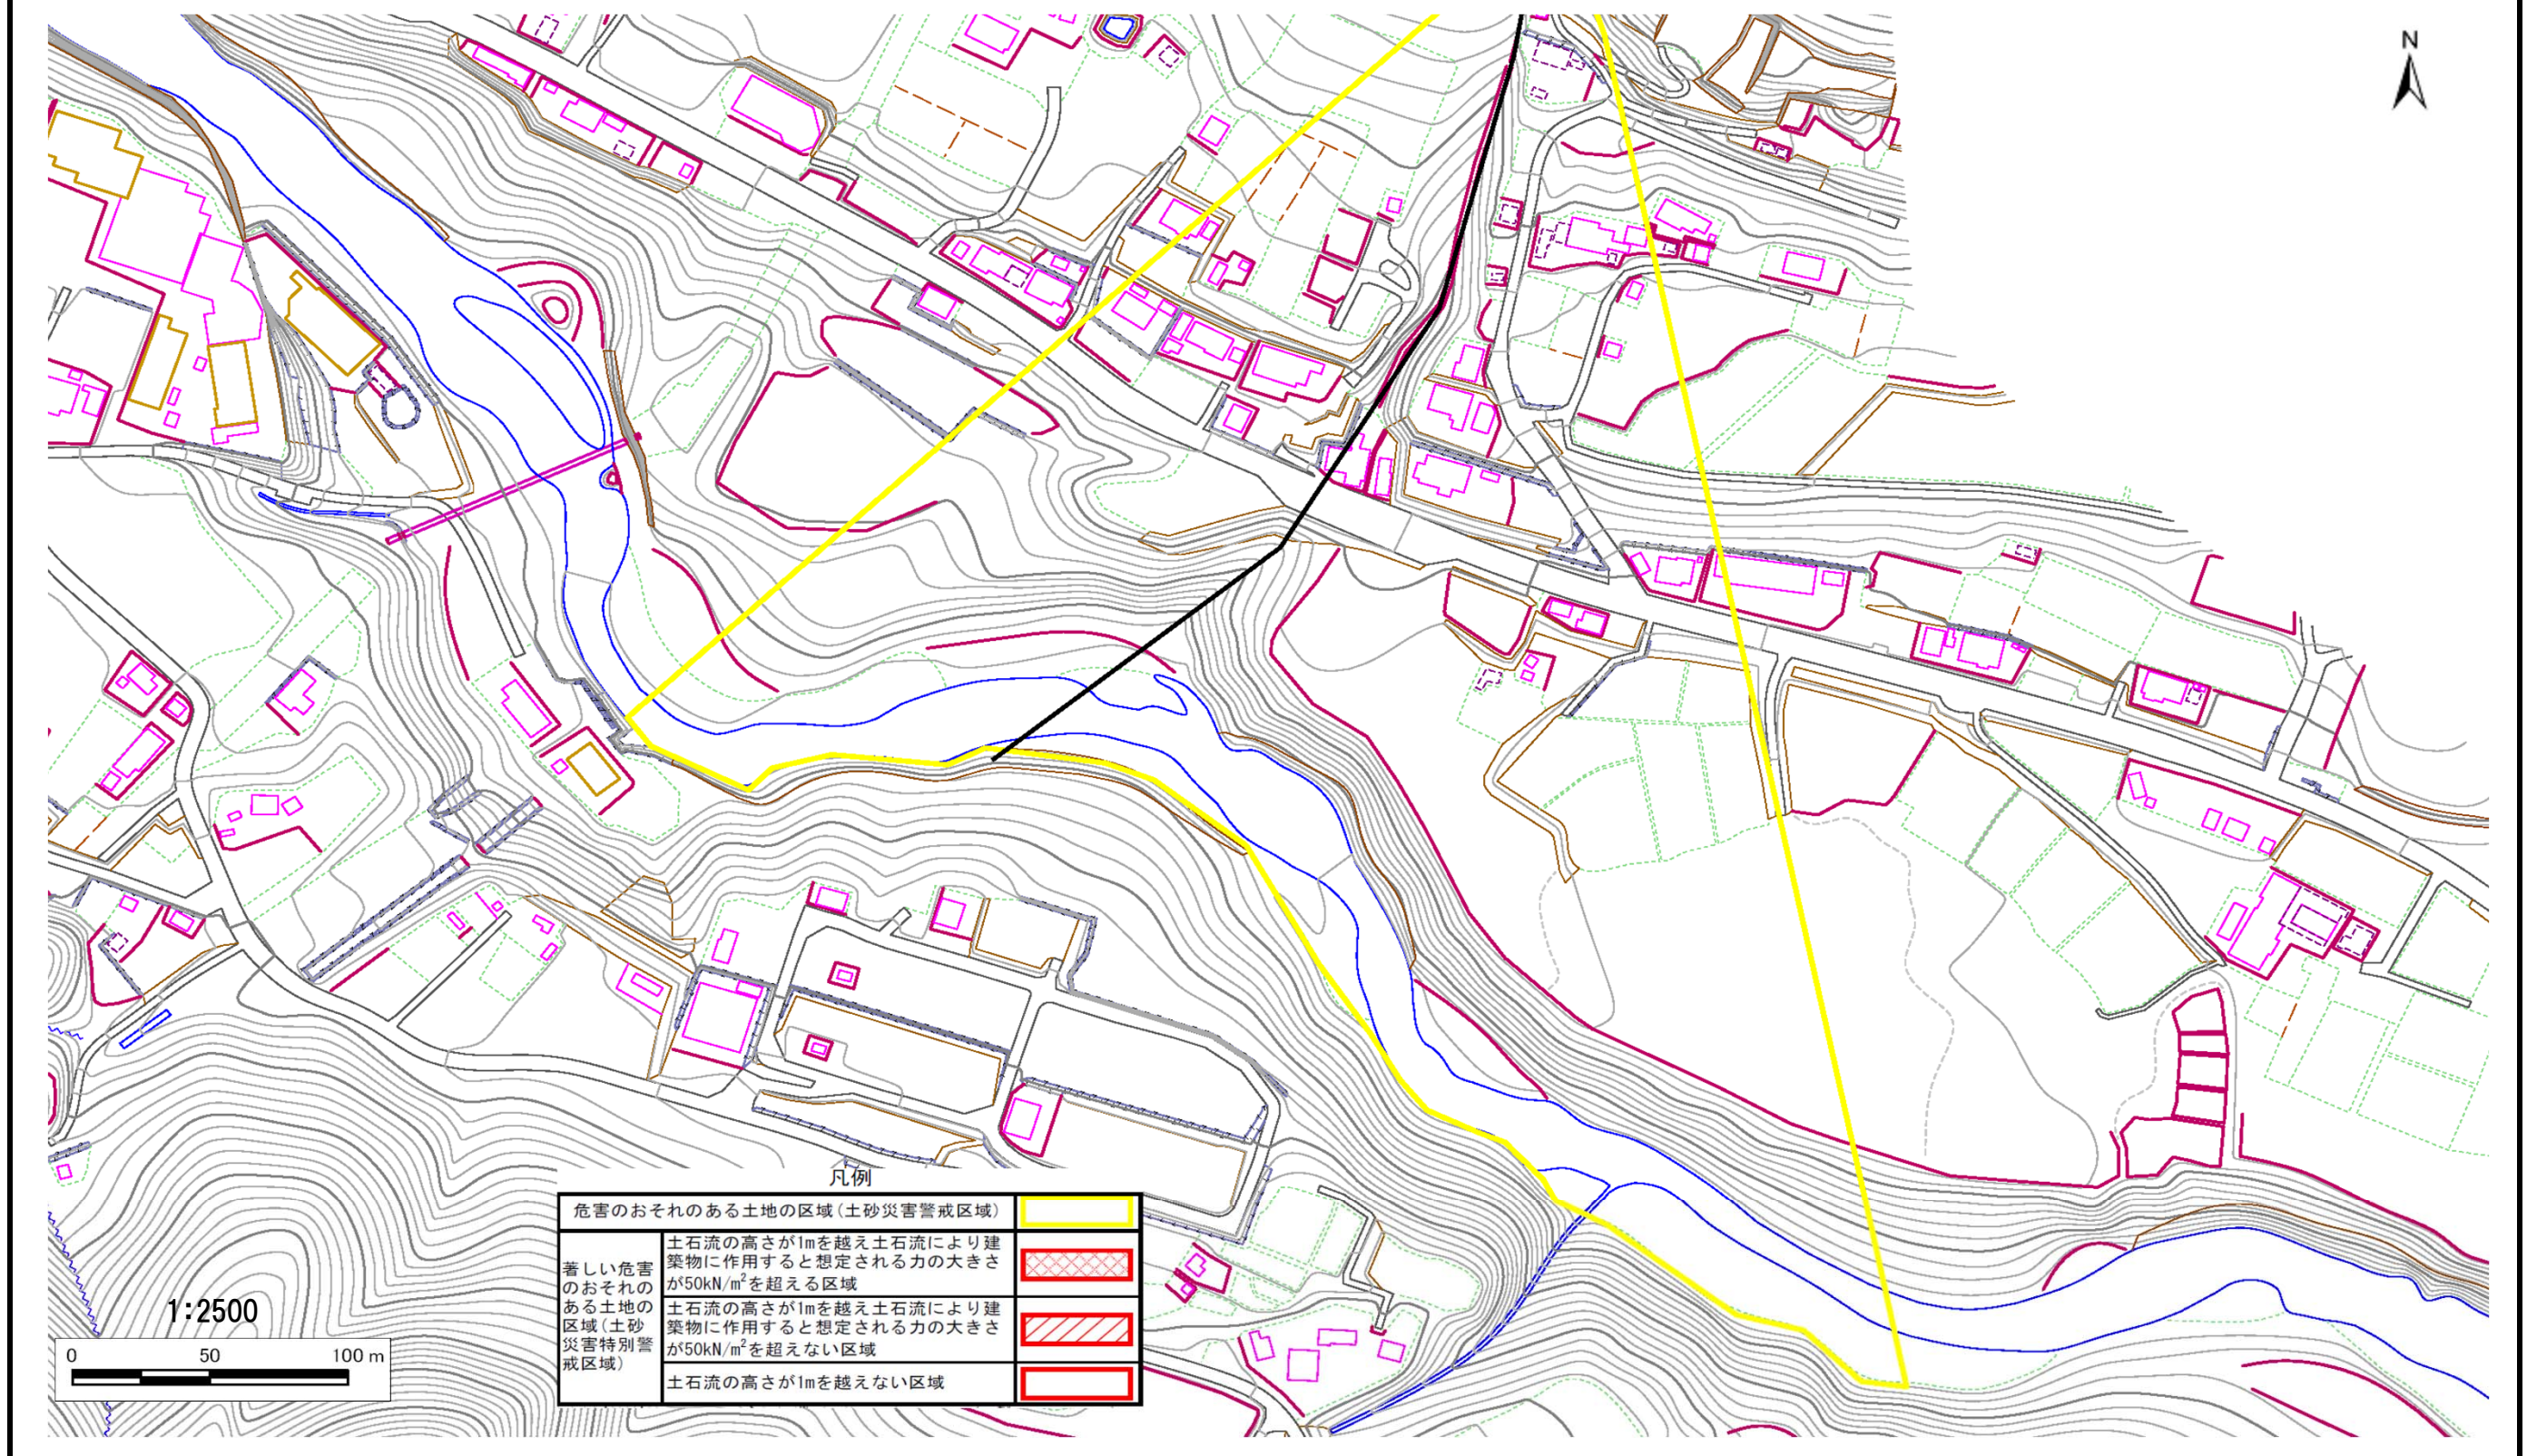 N
凡例
危害のおそれのある土地の区域(土砂災害警戒区域)
著しい危害
のおそれの
ある土地の
区域(土砂
災害特別警
戒区域)
土石流の高さが1mを越え土石流により建
築物に作用すると想定される力の大きさ
が50kN/m²を超える区域
土石流の高さが1mを越え土石流により建
築物に作用すると想定される力の大きさ
が50kN/m²を超えない区域
土石流の高さが1mを越えない区域
1:2500
0 50 100 m